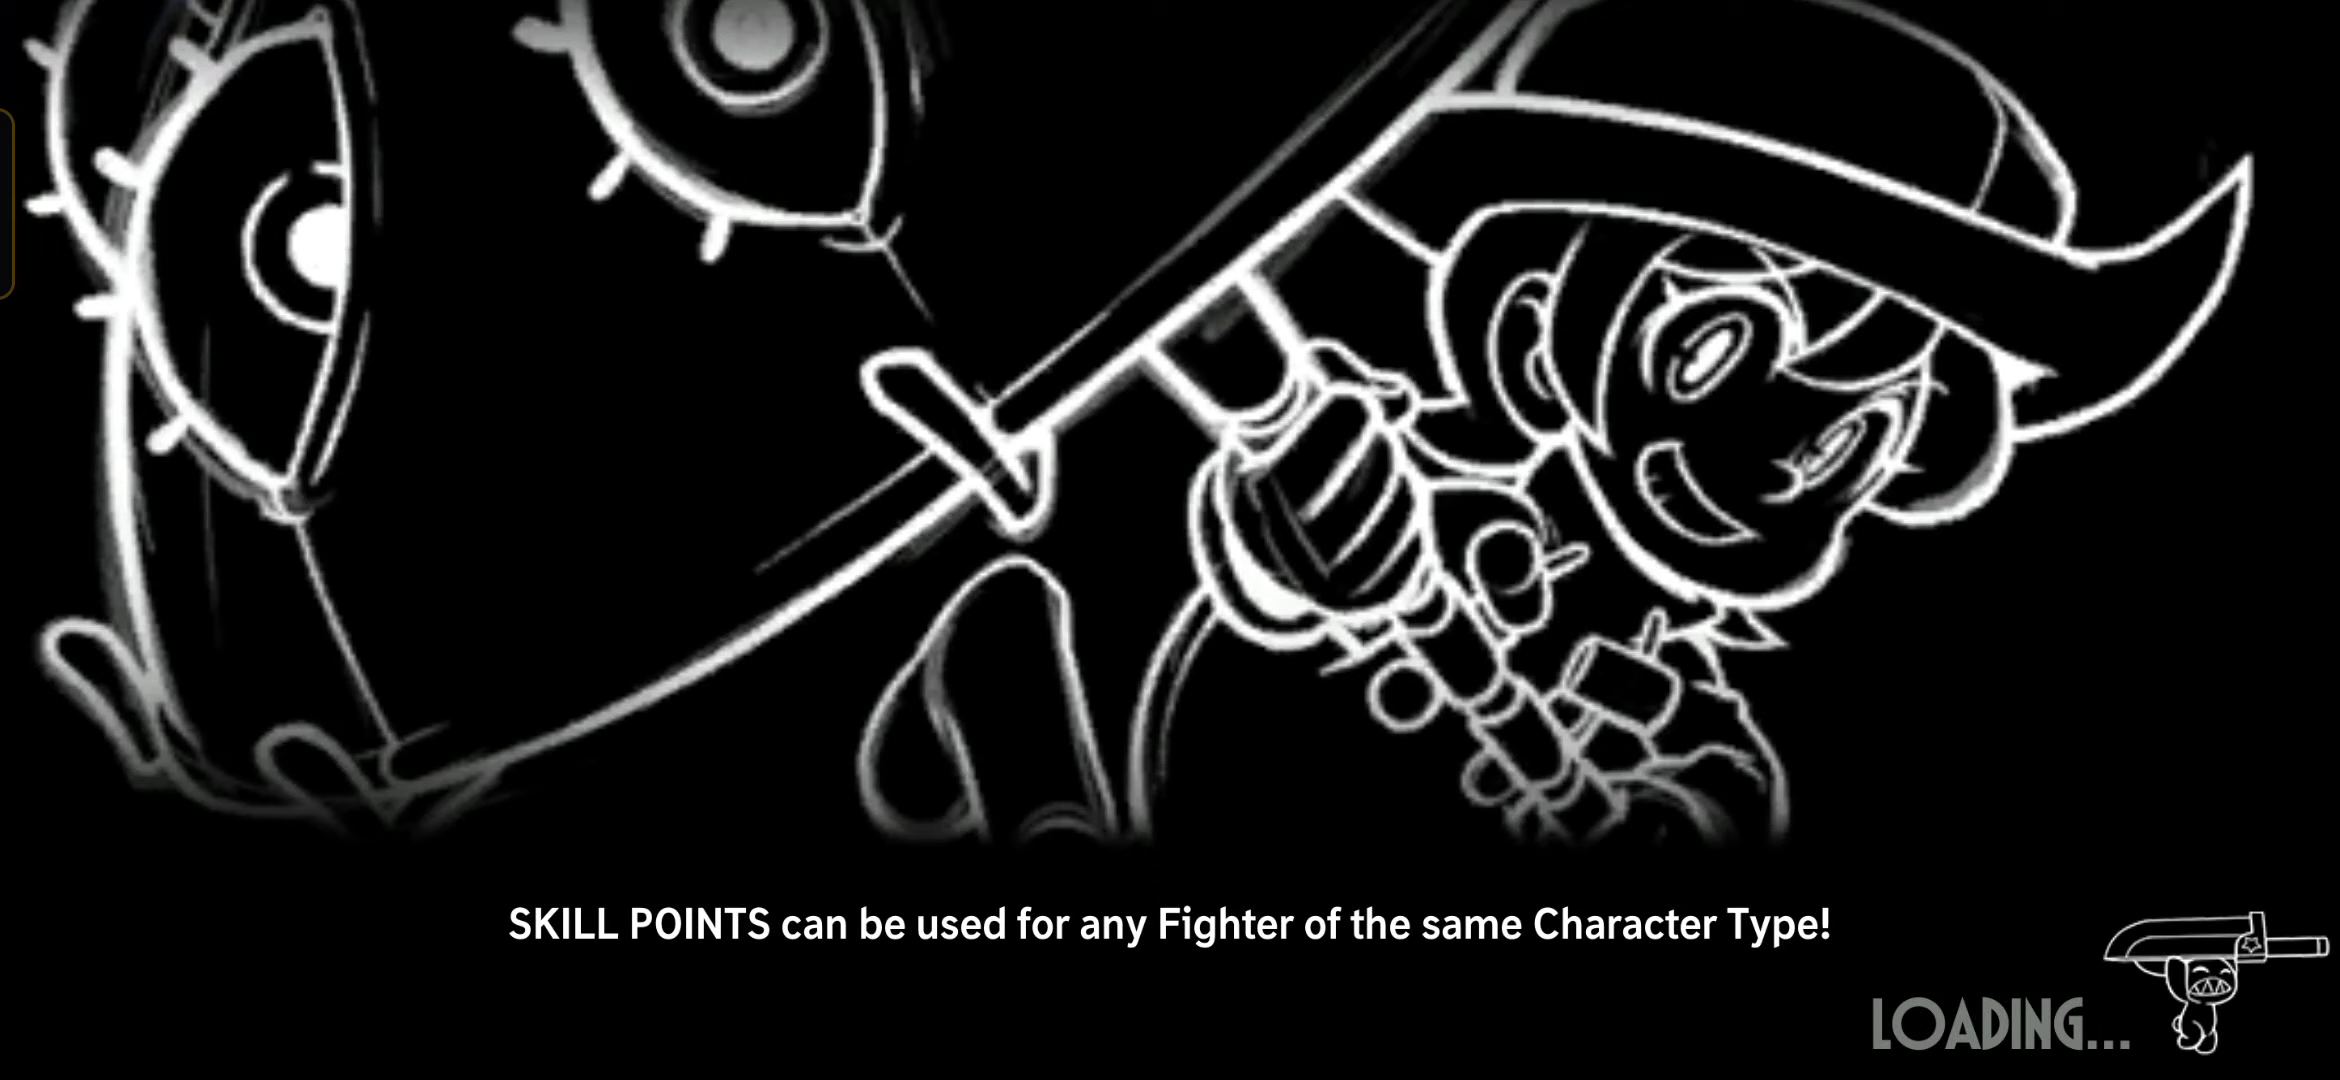 SKILL POINTS can be used for any Fighter of the same Character Type!
LOADING...